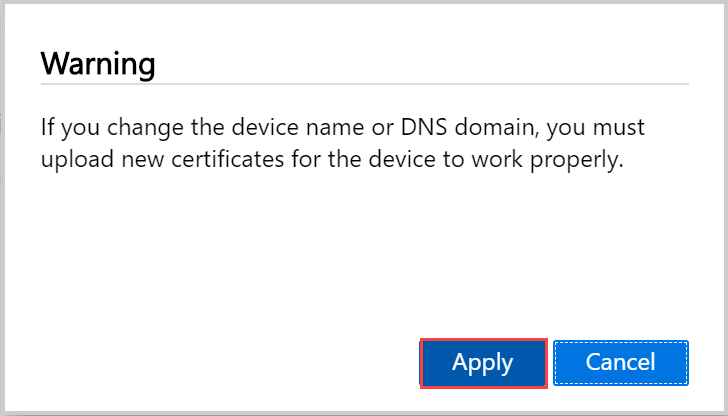 Warning
If you change the device name or DNS domain, you must
upload new certificates for the device to work properly.
Apply
Cancel